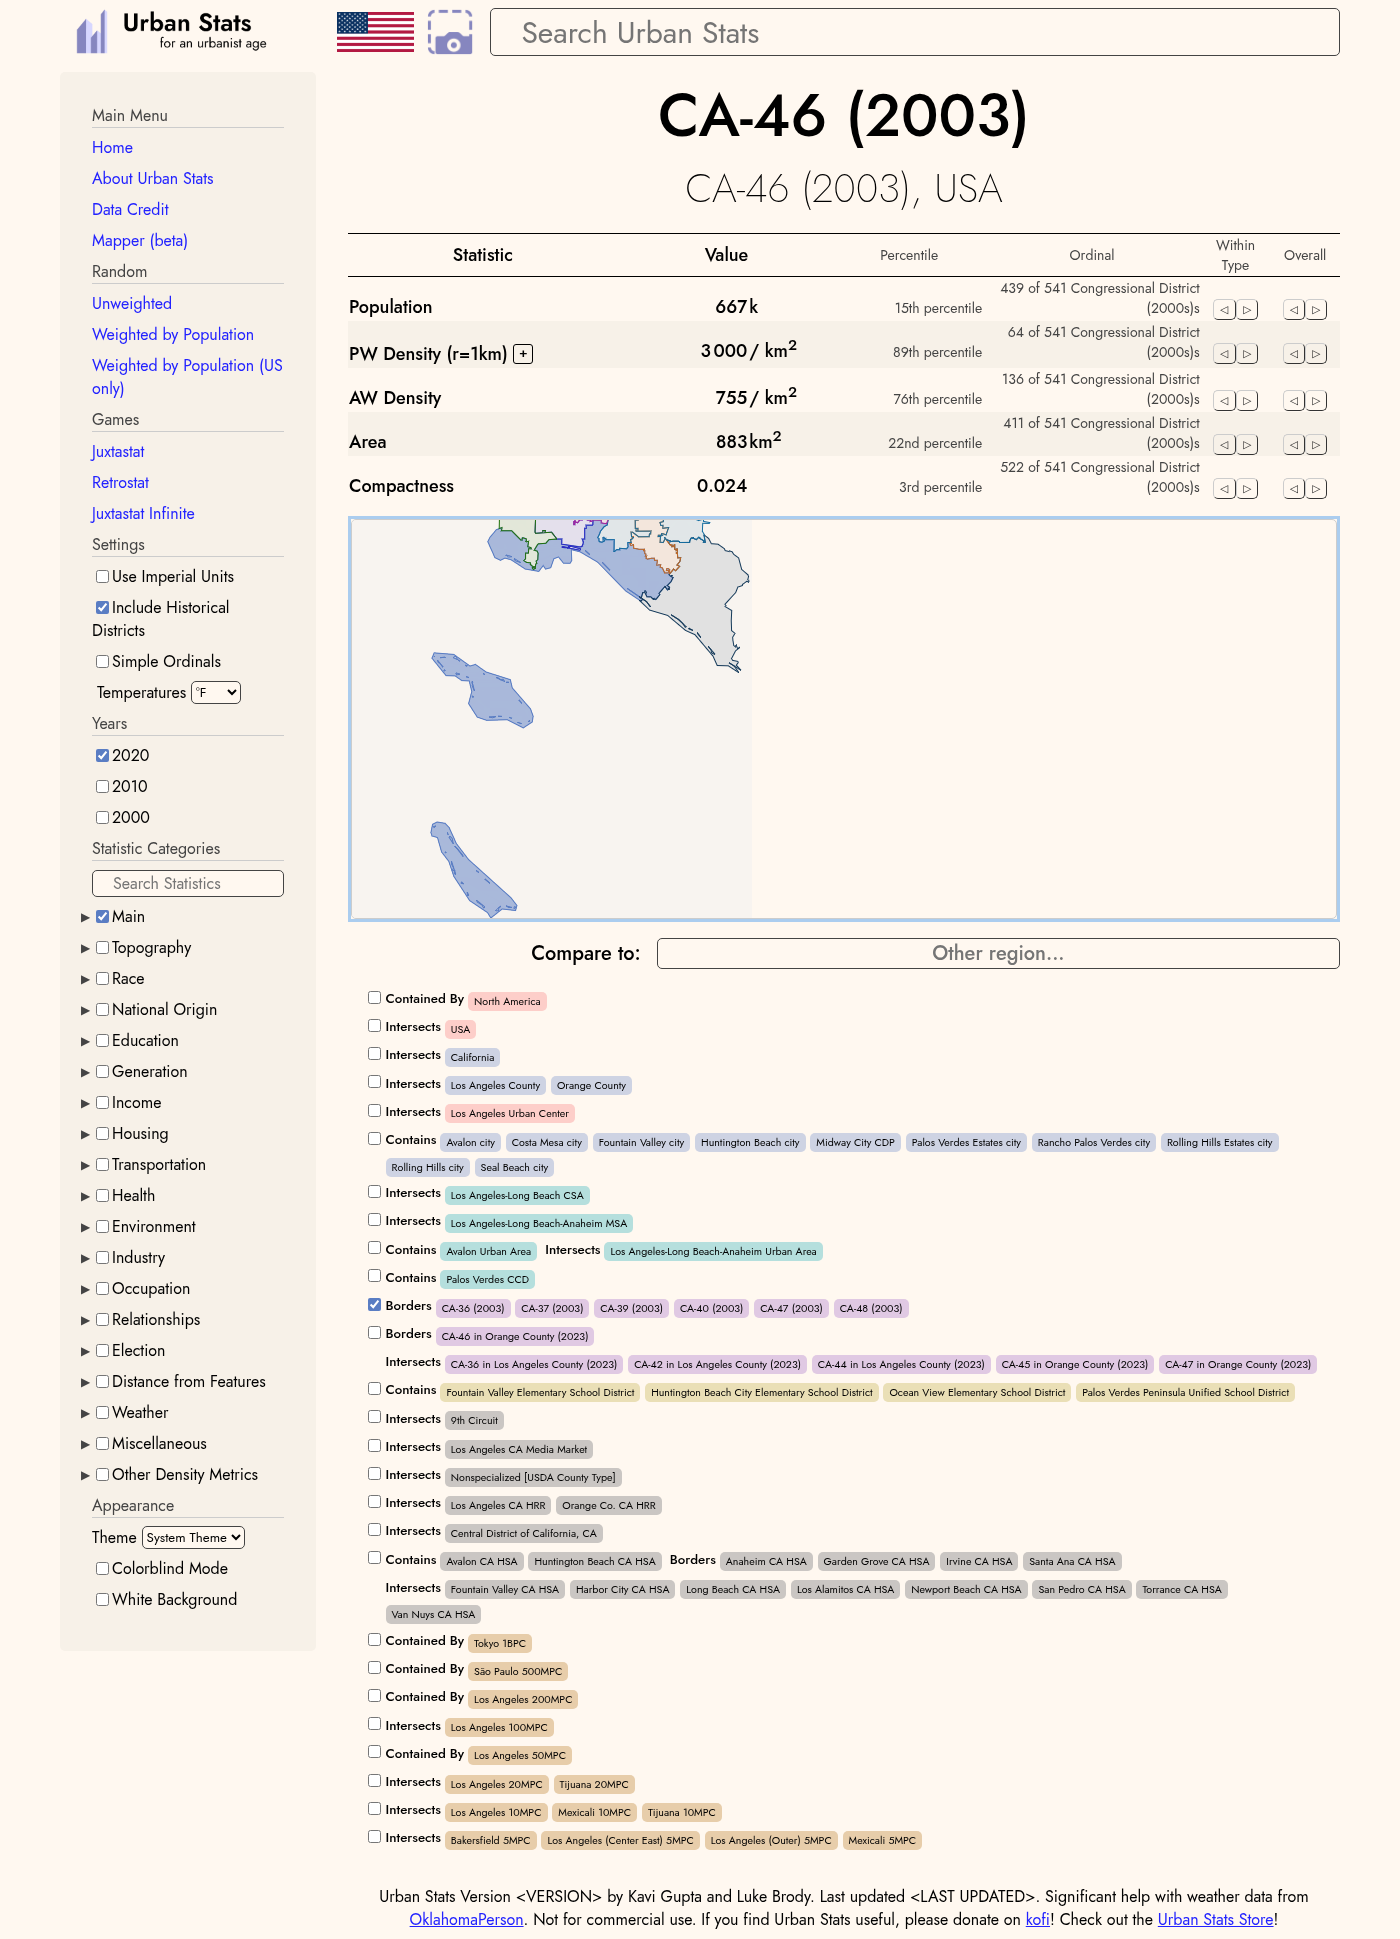 Urban Stats
for an urbanist age
Search Urban Stats
Main Menu
Home
About Urban Stats
Data Credit
Mapper (beta)
Random
Unweighted
Weighted by Population
Weighted by Population (US
only)
Games
Juxtastat
Retrostat
Juxtastat Infinite
Settings
Use Imperial Units
Include Historical
Districts
Simple Ordinals
Temperatures °F
Years
2020
2010
2000
Statistic Categories
Search Statistics
Main
Topography
Race
National Origin
Education
Generation
Income
Housing
Transportation
Health
Environment
Industry
Occupation
Relationships
Election
Distance from Features
Weather
Miscellaneous
Other Density Metrics
Appearance
Theme System Theme
Colorblind Mode
White Background
CA-46 (2003)
CA-46 (2003), USA
Statistic Value Percentile Ordinal Within Type Overall
Population 667k 15th percentile 439 of 541 Congressional District (2000s)s
PW Density (r=1km) + 3 000 / km2 89th percentile 64 of 541 Congressional District (2000s)s
AW Density 755 / km2 76th percentile 136 of 541 Congressional District (2000s)s
Area 883 km2 22nd percentile 411 of 541 Congressional District (2000s)s
Compactness 0.024 3rd percentile 522 of 541 Congressional District (2000s)s
Compare to: Other region...
Contained By North America
Intersects USA
Intersects California
Intersects Los Angeles County Orange County
Intersects Los Angeles Urban Center
Contains Avalon city Costa Mesa city Fountain Valley city Huntington Beach city Midway City CDP Palos Verdes Estates city Rancho Palos Verdes city Rolling Hills Estates city
Rolling Hills city Seal Beach city
Intersects Los Angeles-Long Beach CSA
Intersects Los Angeles-Long Beach-Anaheim MSA
Contains Avalon Urban Area Intersects Los Angeles-Long Beach-Anaheim Urban Area
Contains Palos Verdes CCD
Borders CA-36 (2003) CA-37 (2003) CA-39 (2003) CA-40 (2003) CA-47 (2003) CA-48 (2003)
Borders CA-46 in Orange County (2023)
Intersects CA-36 in Los Angeles County (2023) CA-42 in Los Angeles County (2023) CA-44 in Los Angeles County (2023) CA-45 in Orange County (2023) CA-47 in Orange County (2023)
Contains Fountain Valley Elementary School District Huntington Beach City Elementary School District Ocean View Elementary School District Palos Verdes Peninsula Unified School District
Intersects 9th Circuit
Intersects Los Angeles CA Media Market
Intersects Nonspecialized [USDA County Type]
Intersects Los Angeles CA HRR Orange Co. CA HRR
Intersects Central District of California, CA
Contains Avalon CA HSA Huntington Beach CA HSA Borders Anaheim CA HSA Garden Grove CA HSA Irvine CA HSA Santa Ana CA HSA
Intersects Fountain Valley CA HSA Harbor City CA HSA Long Beach CA HSA Los Alamitos CA HSA Newport Beach CA HSA San Pedro CA HSA Torrance CA HSA
Van Nuys CA HSA
Contained By Tokyo 1BPC
Contained By São Paulo 500MPC
Contained By Los Angeles 200MPC
Intersects Los Angeles 100MPC
Contained By Los Angeles 50MPC
Intersects Los Angeles 20MPC Tijuana 20MPC
Intersects Los Angeles 10MPC Mexicali 10MPC Tijuana 10MPC
Intersects Bakersfield 5MPC Los Angeles (Center East) 5MPC Los Angeles (Outer) 5MPC Mexicali 5MPC
Urban Stats Version <VERSION> by Kavi Gupta and Luke Brody. Last updated <LAST UPDATED>. Significant help with weather data from
OklahomaPerson. Not for commercial use. If you find Urban Stats useful, please donate on kofi! Check out the Urban Stats Store!